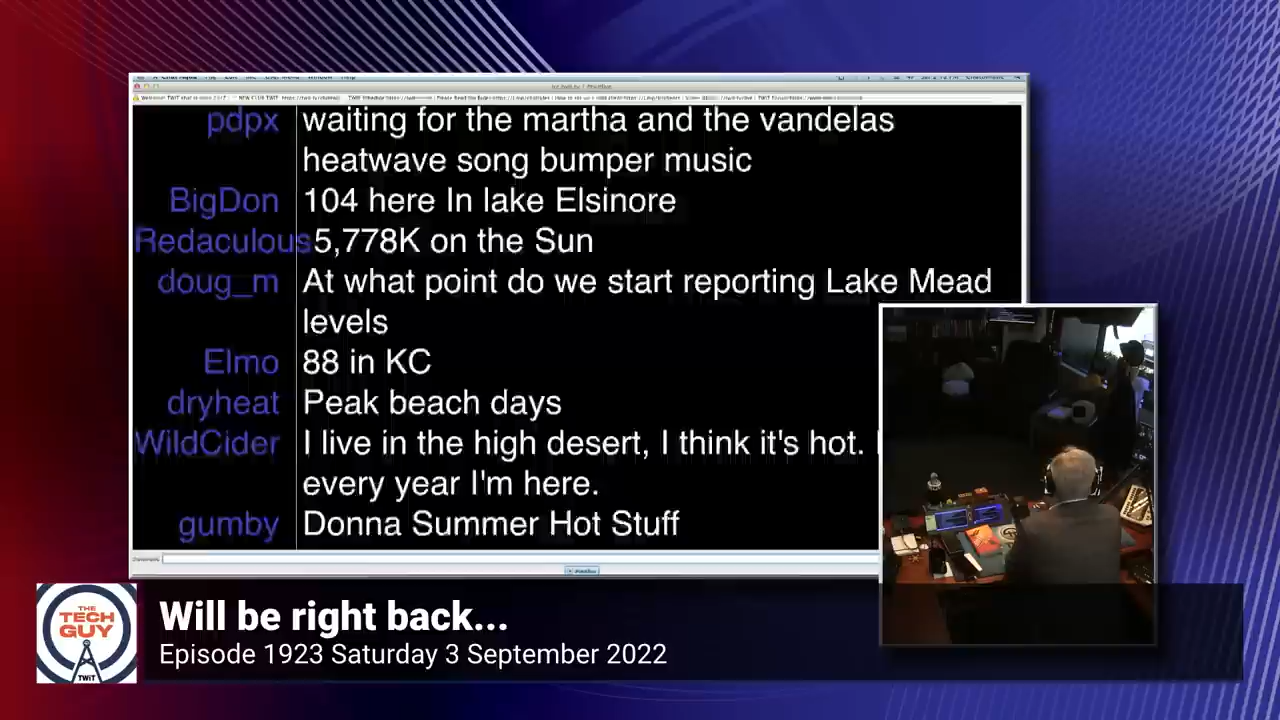 pdpx waiting for the martha and the vandelas
heatwave song bumper music
BigDon 104 here In lake Elsinore
Redaculous 5,778K on the Sun
doug_m At what point do we start reporting Lake Mead
levels
Elmo 88 in KC
dryheat Peak beach days
WildCider I live in the high desert, I think it's hot.
every year I'm here.
gumby Donna Summer Hot Stuff
THE
TECH
GUY
TWiT
Will be right back...
Episode 1923 Saturday 3 September 2022